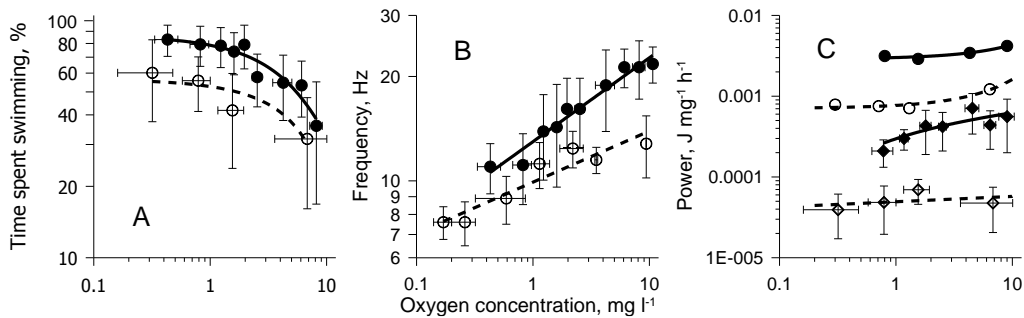 Time spent swimming, %
100
80
60
40
20
10
0.1
1
10
A
Frequency, Hz
20
10
8
7
6
0.1
1
10
B
Oxygen concentration, mg l⁻¹
Power, J mg⁻¹ h⁻¹
0.01
0.001
0.0001
1E-005
0.1
1
10
C